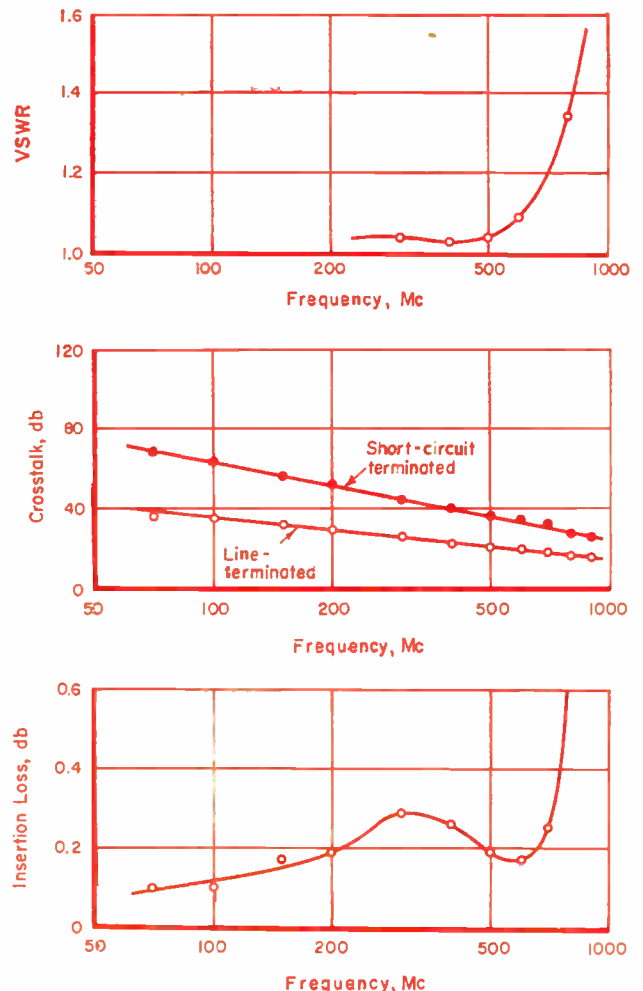 1.6
1.4
VSWR
1.2
1.0
50 100 200 500 1000
Frequency, Mc
120
80
Crosstalk, db
Short-circuit
terminated
40
Line-
terminated
0
50 100 200 500 1000
Frequency, Mc
0.6
0.4
Insertion Loss, db
0.2
0
50 100 200 500 1000
Frequency, Mc